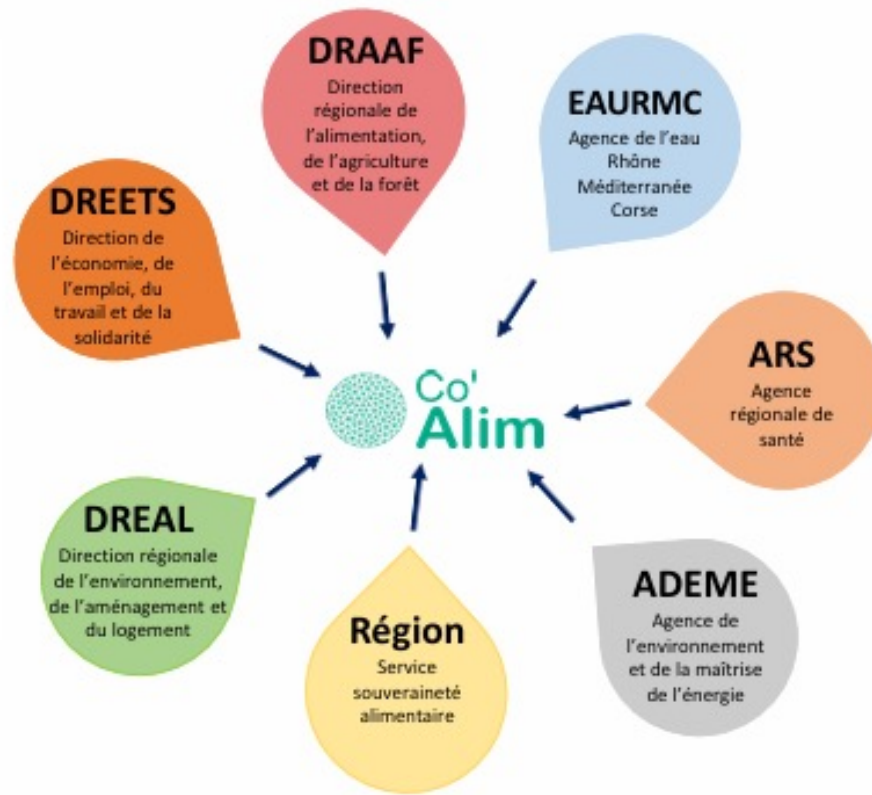 DRAAF
Direction
régionale de
l'alimentation,
de l'agriculture
et de la forêt
EAURMC
Agence de l'eau
Rhône
Méditerranée
Corse
DREETS
Direction de
l'économie, de
l'emploi, du
travail et de la
solidarité
ARS
Agence
régionale de
santé
Co'
Alim
DREAL
Direction régionale
de l'environnement,
de l'aménagement et
du logement
ADEME
Agence de
l'environnement
et de la maîtrise
de l'énergie
Région
Service
souveraineté
alimentaire